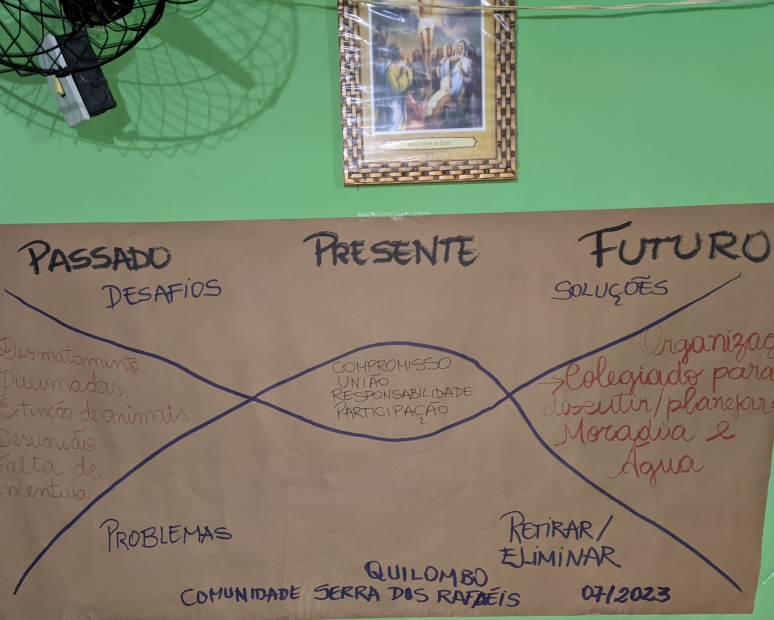 PASSADO
PRESENTE
FUTURO
DESAFIOS
SOLUÇÕES
Desmatamento
Queimadas
Extinção de animais
Desunião
Falta de
incentivo.
COMPROMISSO
UNIÃO
RESPONSABILIDADE
PARTICIPAÇÃO
Organizaç
→Colegiado para
discutir/planejar
Moradia e
Água
PROBLEMAS
RETIRAR/
ELIMINAR
QUILOMBO
COMUNIDADE SERRA DOS RAFAÉIS
07/2023